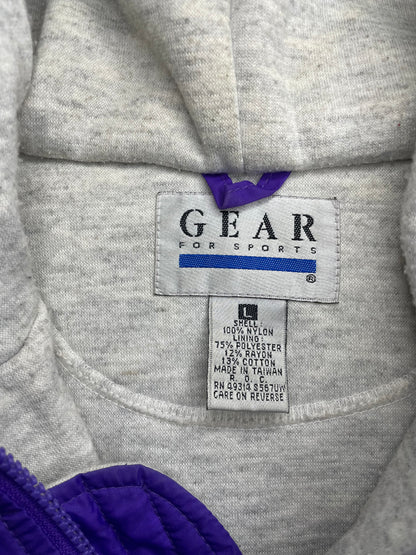 GEAR
FOR SPORTS
®
L
SHELL:
100% NYLON
LINING:
75% POLYESTER
12% RAYON
13% COTTON
MADE IN TAIWAN
R. O. C.
RN 49314 S587UW
CARE ON REVERSE